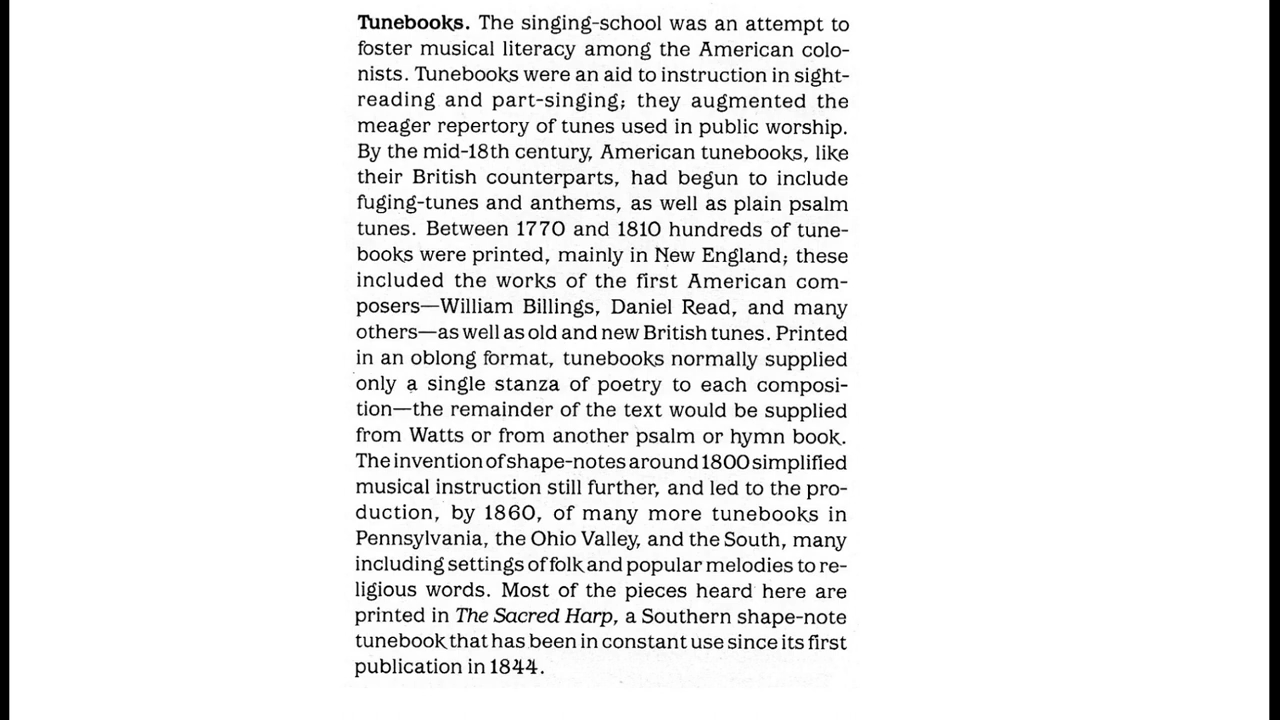 Tunebooks. The singing-school was an attempt to
foster musical literacy among the American colo-
nists. Tunebooks were an aid to instruction in sight-
reading and part-singing; they augmented the
meager repertory of tunes used in public worship.
By the mid-18th century, American tunebooks, like
their British counterparts, had begun to include
fuging-tunes and anthems, as well as plain psalm
tunes. Between 1770 and 1810 hundreds of tune-
books were printed, mainly in New England; these
included the works of the first American com-
posers—William Billings, Daniel Read, and many
others—as well as old and new British tunes. Printed
in an oblong format, tunebooks normally supplied
only a single stanza of poetry to each composi-
tion—the remainder of the text would be supplied
from Watts or from another psalm or hymn book.
The invention of shape-notes around 1800 simplified
musical instruction still further, and led to the pro-
duction, by 1860, of many more tunebooks in
Pennsylvania, the Ohio Valley, and the South, many
including settings of folk and popular melodies to re-
ligious words. Most of the pieces heard here are
printed in The Sacred Harp, a Southern shape-note
tunebook that has been in constant use since its first
publication in 1844.